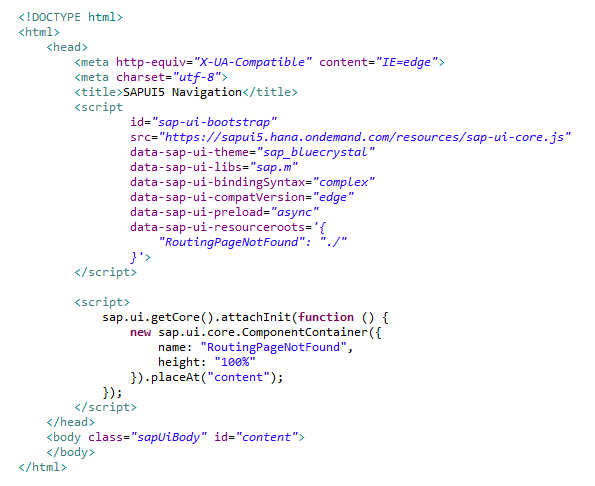 <!DOCTYPE html>
<html>
    <head>
        <meta http-equiv="X-UA-Compatible" content="IE=edge">
        <meta charset="utf-8">
        <title>SAPUI5 Navigation</title>
        <script
                id="sap-ui-bootstrap"
                src="https://sapui5.hana.ondemand.com/resources/sap-ui-core.js"
                data-sap-ui-theme="sap_bluecrystal"
                data-sap-ui-libs="sap.m"
                data-sap-ui-bindingSyntax="complex"
                data-sap-ui-compatVersion="edge"
                data-sap-ui-preload="async"
                data-sap-ui-resourceroots='{
                    "RoutingPageNotFound": "./"
                }'>
        </script>

        <script>
            sap.ui.getCore().attachInit(function () {
                new sap.ui.core.ComponentContainer({
                    name: "RoutingPageNotFound",
                    height: "100%"
                }).placeAt("content");
            });
        </script>
    </head>
    <body class="sapUiBody" id="content">
    </body>
</html>